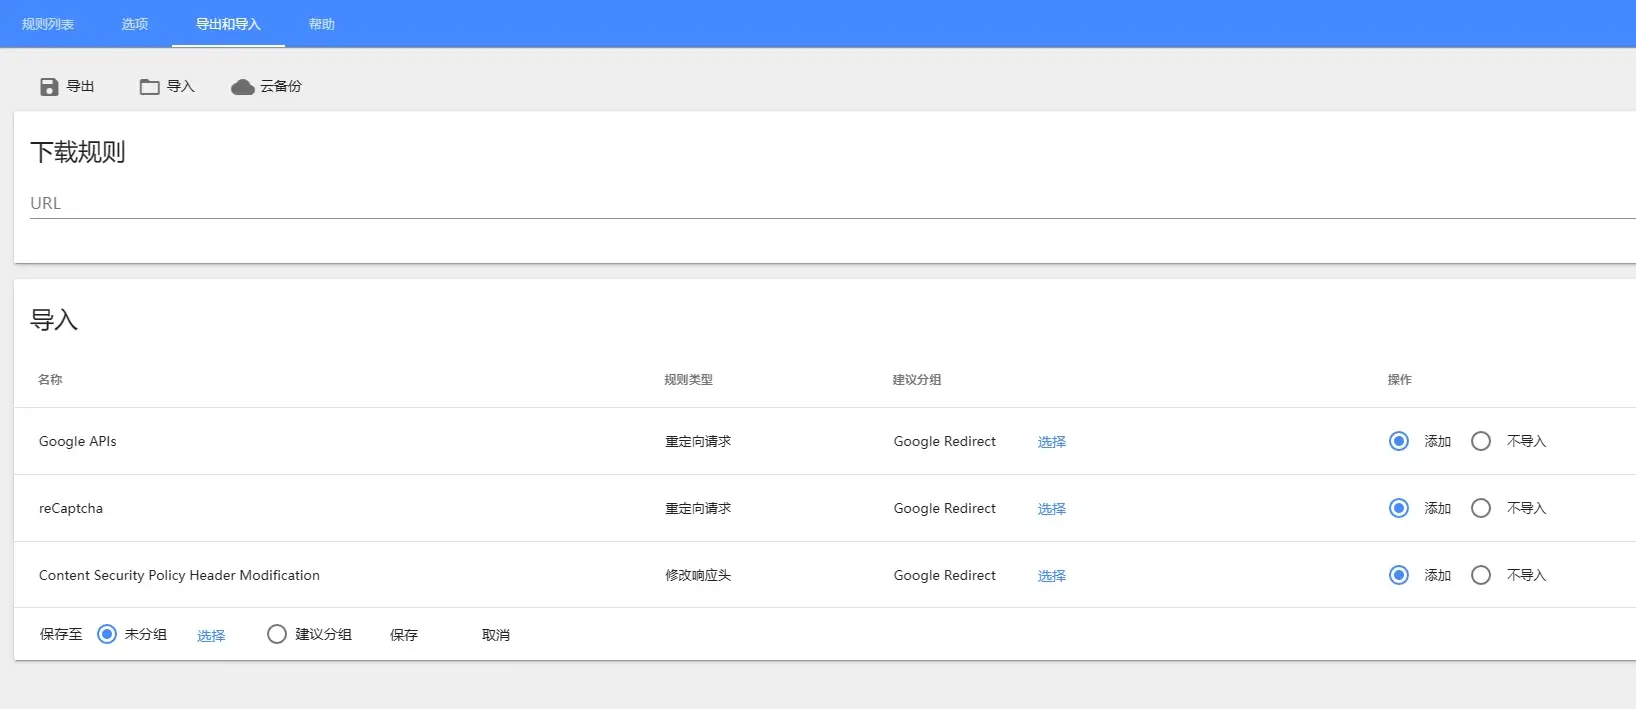 规则列表 选项 导出和导入 帮助
导出 导入 云备份
下载规则
URL
导入
名称 规则类型 建议分组 操作
Google APIs 重定向请求 Google Redirect 选择 添加 不导入
reCaptcha 重定向请求 Google Redirect 选择 添加 不导入
Content Security Policy Header Modification 修改响应头 Google Redirect 选择 添加 不导入
保存至 未分组 选择 建议分组 保存 取消